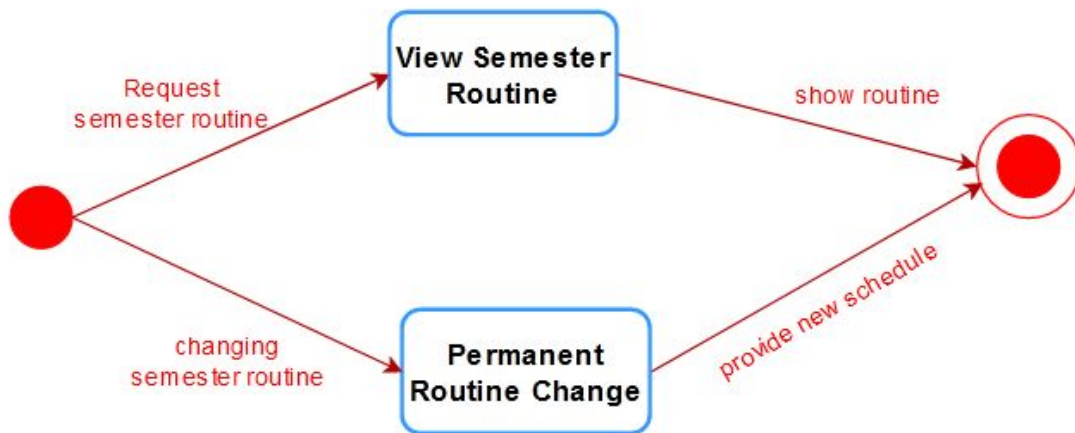 View Semester
Routine
Request
semester routine
show routine
provide new schedule
changing
semester routine
Permanent
Routine Change